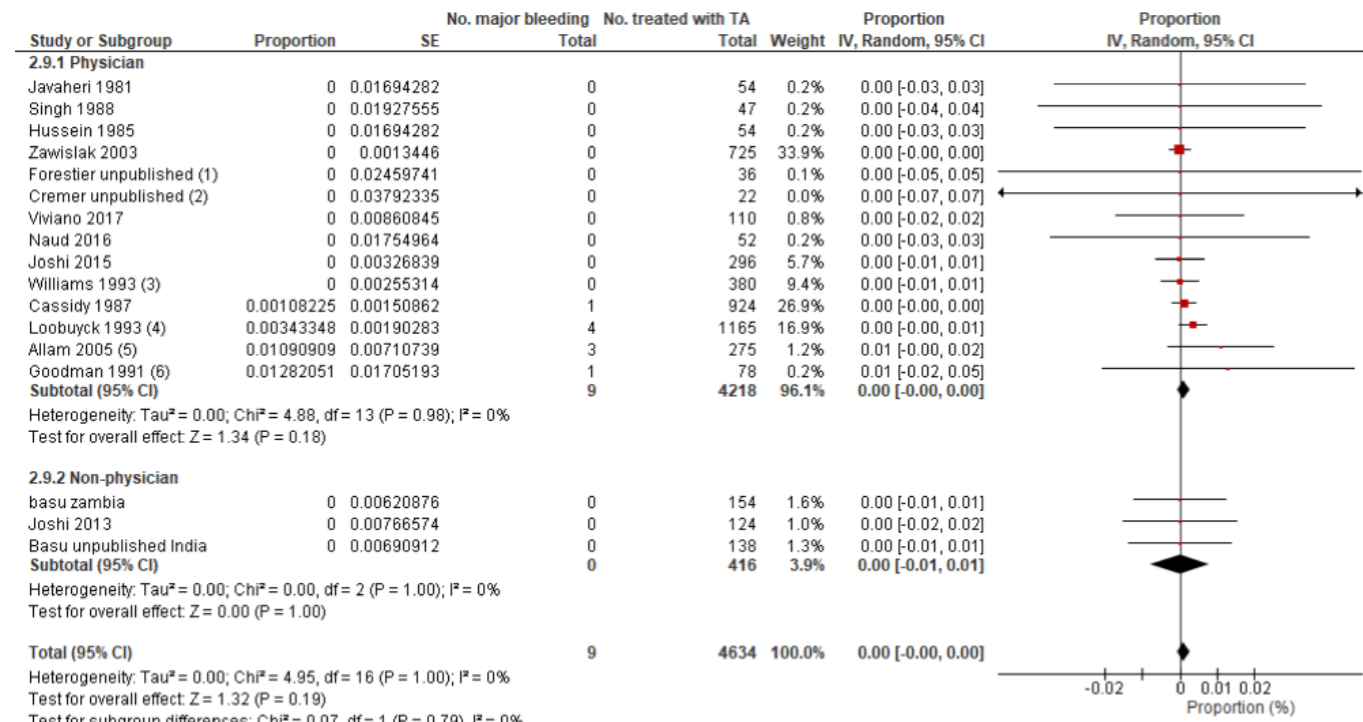 No. major bleeding No. treated with TA Proportion Proportion
Study or Subgroup Proportion SE Total Total Weight IV, Random, 95% CI IV, Random, 95% CI
2.9.1 Physician
Javaheri 1981 0 0.01694282 0 54 0.2% 0.00 [-0.03, 0.03]
Singh 1988 0 0.01927555 0 47 0.2% 0.00 [-0.04, 0.04]
Hussein 1985 0 0.01694282 0 54 0.2% 0.00 [-0.03, 0.03]
Zawislak 2003 0 0.0013446 0 725 33.9% 0.00 [-0.00, 0.00]
Forestier unpublished (1) 0 0.02459741 0 36 0.1% 0.00 [-0.05, 0.05]
Cremer unpublished (2) 0 0.03792335 0 22 0.0% 0.00 [-0.07, 0.07]
Viviano 2017 0 0.00860845 0 110 0.8% 0.00 [-0.02, 0.02]
Naud 2016 0 0.01754964 0 52 0.2% 0.00 [-0.03, 0.03]
Joshi 2015 0 0.00326839 0 296 5.7% 0.00 [-0.01, 0.01]
Williams 1993 (3) 0 0.00255314 0 380 9.4% 0.00 [-0.01, 0.01]
Cassidy 1987 0.00108225 0.00150862 1 924 26.9% 0.00 [-0.00, 0.00]
Loobuyck 1993 (4) 0.00343348 0.00190283 4 1165 16.9% 0.00 [-0.00, 0.01]
Allam 2005 (5) 0.01090909 0.00710739 3 275 1.2% 0.01 [-0.00, 0.02]
Goodman 1991 (6) 0.01282051 0.01705193 1 78 0.2% 0.01 [-0.02, 0.05]
Subtotal (95% CI) 9 4218 96.1% 0.00 [-0.00, 0.00]
Heterogeneity: Tau² = 0.00; Chi² = 4.88, df = 13 (P = 0.98); I² = 0%
Test for overall effect: Z = 1.34 (P = 0.18)
2.9.2 Non-physician
basu zambia 0 0.00620876 0 154 1.6% 0.00 [-0.01, 0.01]
Joshi 2013 0 0.00766574 0 124 1.0% 0.00 [-0.02, 0.02]
Basu unpublished India 0 0.00690912 0 138 1.3% 0.00 [-0.01, 0.01]
Subtotal (95% CI) 0 416 3.9% 0.00 [-0.01, 0.01]
Heterogeneity: Tau² = 0.00; Chi² = 0.00, df = 2 (P = 1.00); I² = 0%
Test for overall effect: Z = 0.00 (P = 1.00)
Total (95% CI) 9 4634 100.0% 0.00 [-0.00, 0.00]
Heterogeneity: Tau² = 0.00; Chi² = 4.95, df = 16 (P = 1.00); I² = 0%
Test for overall effect: Z = 1.32 (P = 0.19)
Test for subgroup differences: Chi² = 0.07, df = 1 (P = 0.79), I² = 0%
-0.02 0 0.01 0.02
Proportion (%)